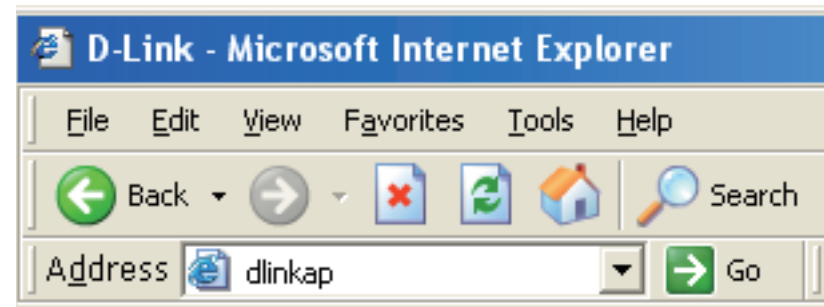 D-Link - Microsoft Internet Explorer
File Edit View Favorites Tools Help
Back Search
Address dlinkap Go